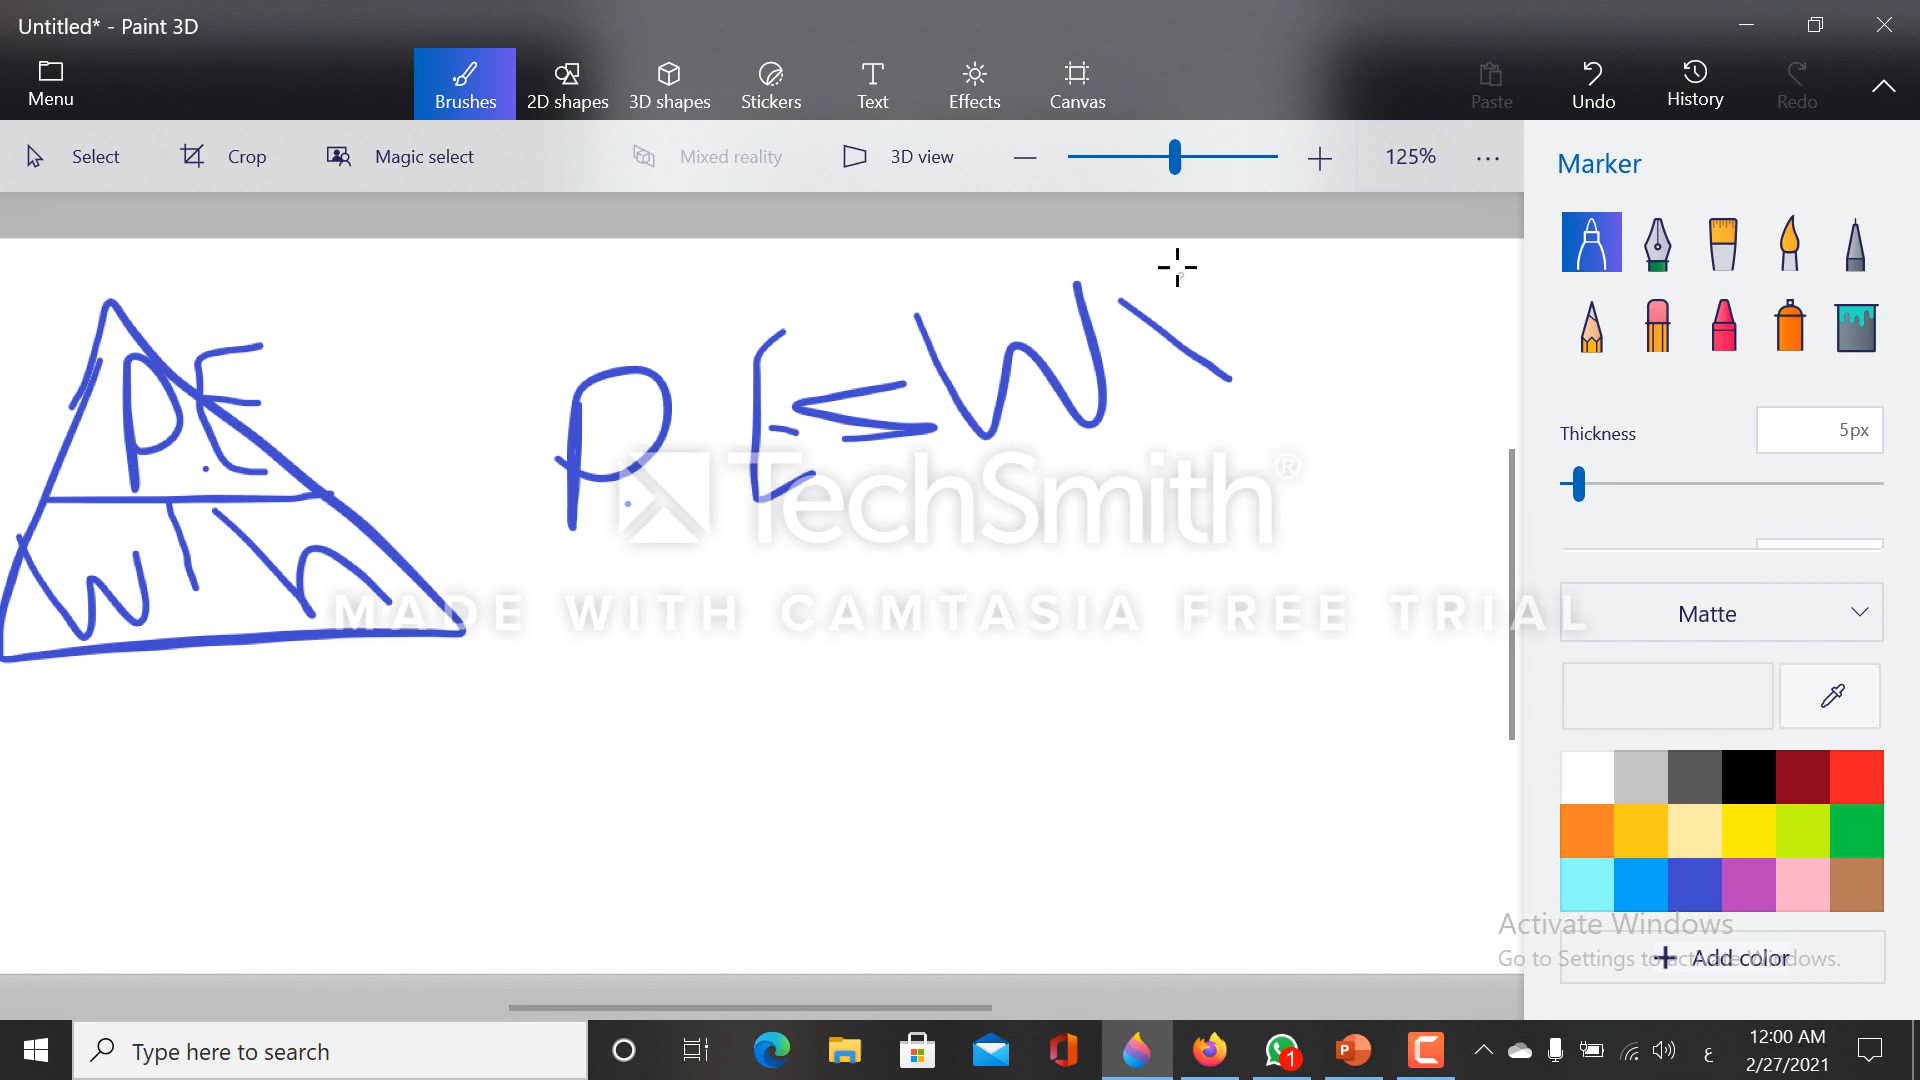 Untitled* - Paint 3D
Menu
Brushes
2D shapes
3D shapes
Stickers
Text
Effects
Canvas
Paste
Undo
History
Redo
Select
Crop
Magic select
Mixed reality
3D view
125%
...
Marker
Thickness
5px
Matte
Add color
P.E
W h
P. E = W
TechSmith®
MADE WITH CAMTASIA FREE TRIAL
Activate Windows
Go to Settings to activate Windows.
Type here to search
1
ع
12:00 AM
2/27/2021